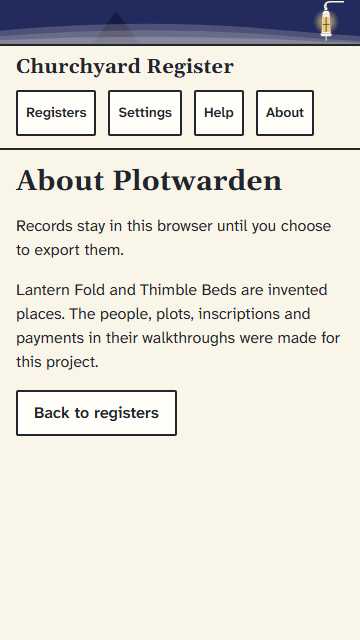 Churchyard Register
Registers
Settings
Help
About
About Plotwarden
Records stay in this browser until you choose
to export them.
Lantern Fold and Thimble Beds are invented
places. The people, plots, inscriptions and
payments in their walkthroughs were made for
this project.
Back to registers